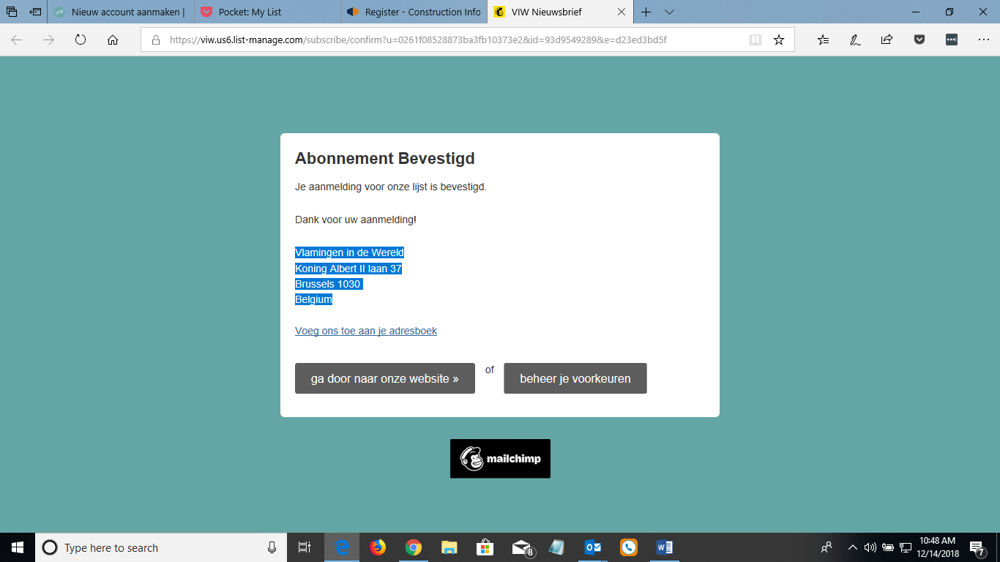 Nieuw account aanmaken |
Pocket: My List
Register - Construction Info
VIW Nieuwsbrief
https://viw.us6.list-manage.com/subscribe/confirm?u=0261f08528873ba3fb10373e2&id=93d9549289&e=d23ed3bd5f
Abonnement Bevestigd
Je aanmelding voor onze lijst is bevestigd.
Dank voor uw aanmelding!
Vlamingen in de Wereld
Koning Albert II laan 37
Brussels 1030
Belgium
Voeg ons toe aan je adresboek
ga door naar onze website »
of
beheer je voorkeuren
mailchimp
Type here to search
8
10:48 AM
12/14/2018
7